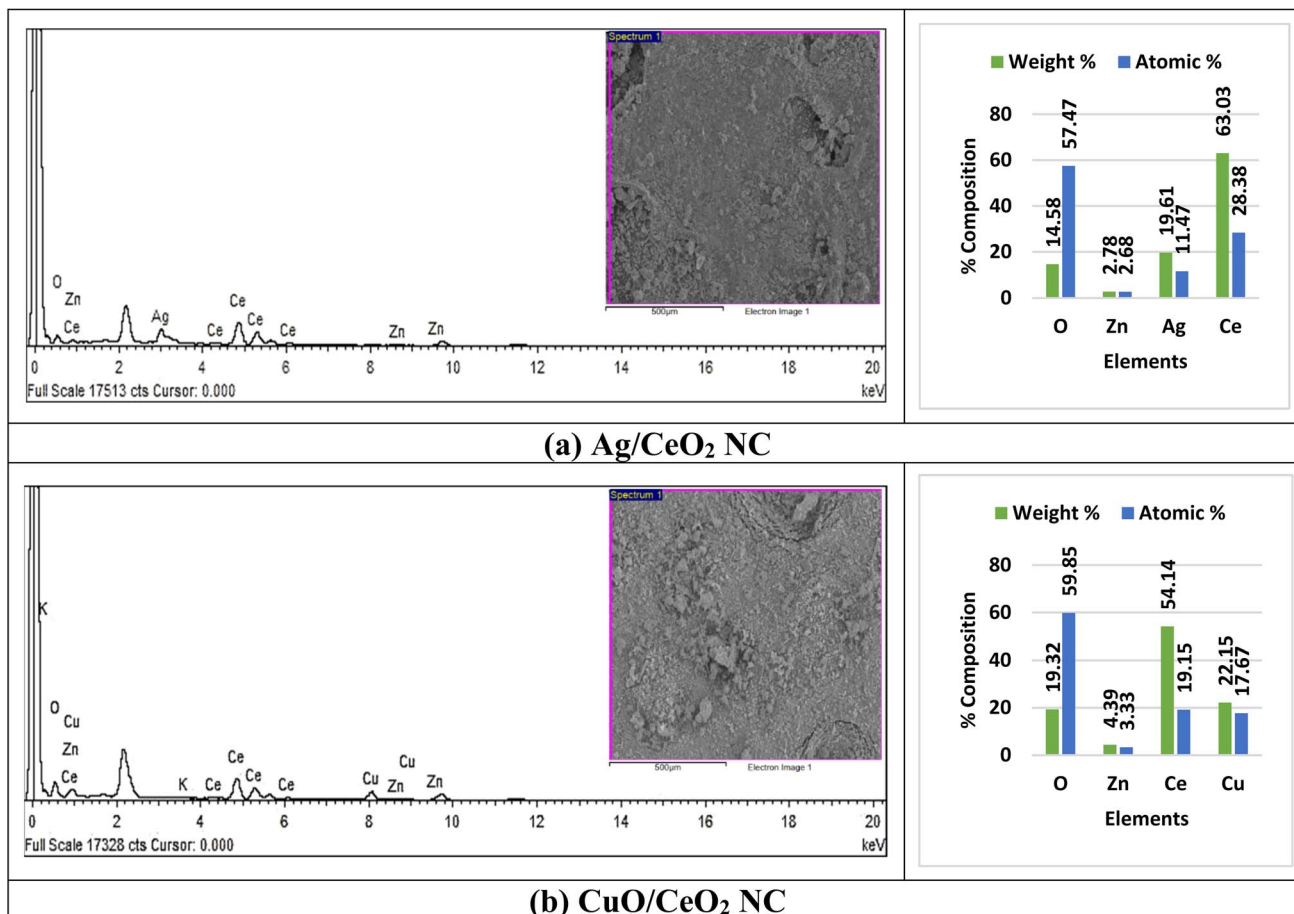 Spectrum 1
O
Zn
Ce
Ag
Ce
Ce
Ce
Ce
Zn
Zn
500µm Electron Image 1
0 2 4 6 8 10 12 14 16 18 20
Full Scale 17513 cts Cursor: 0.000 keV
Weight % Atomic %
% Composition
80
60
40
20
0
14.58
57.47
2.78
2.68
19.61
11.47
63.03
28.38
O Zn Ag Ce
Elements
(a) Ag/CeO₂ NC
Spectrum 1
K
O
Cu
Zn
Ce
K
Ce
Ce
Ce
Ce
Cu
Cu
Zn
Zn
500µm Electron Image 1
0 2 4 6 8 10 12 14 16 18 20
Full Scale 17328 cts Cursor: 0.000 keV
Weight % Atomic %
% Composition
80
60
40
20
0
19.32
59.85
4.39
3.33
54.14
19.15
22.15
17.67
O Zn Ce Cu
Elements
(b) CuO/CeO₂ NC